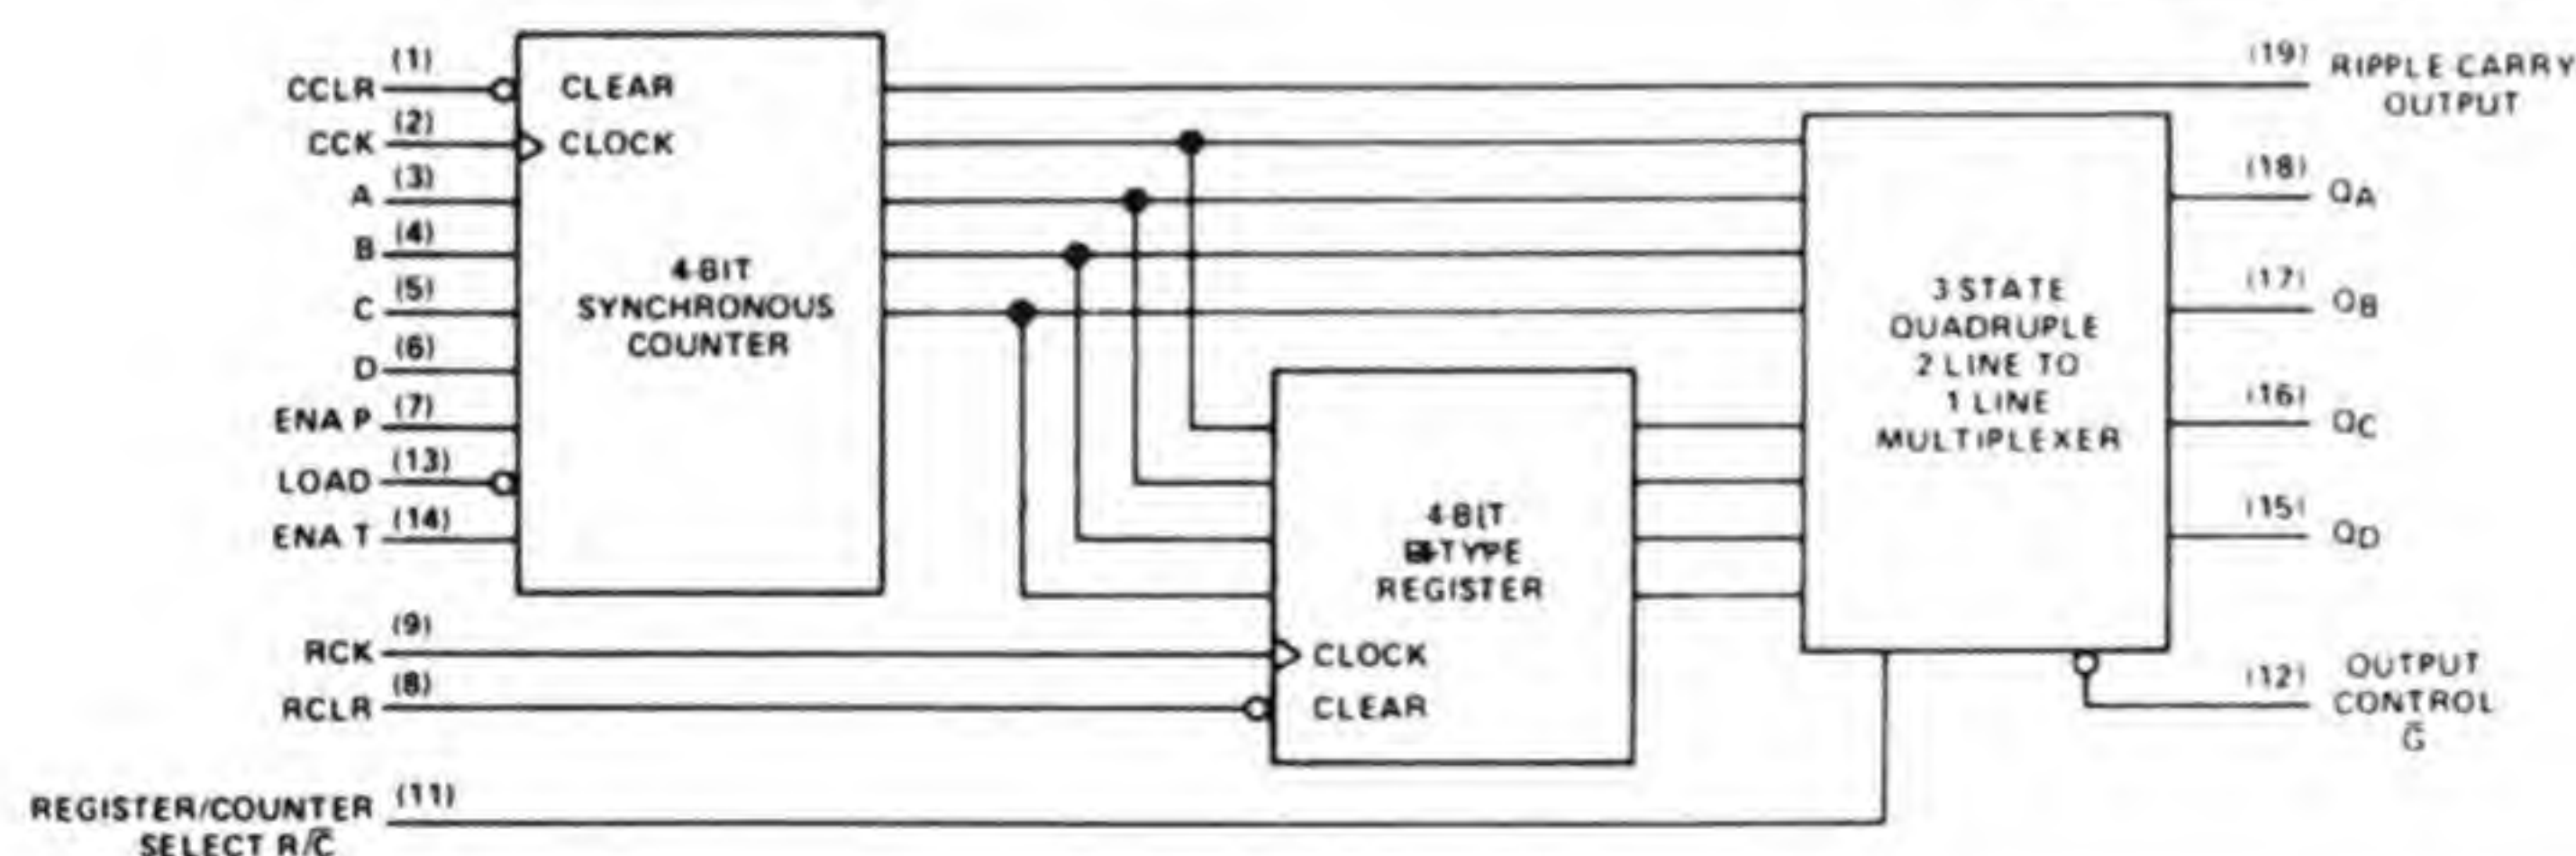 CCLR (1)
CCK (2)
A (3)
B (4)
C (5)
D (6)
ENA P (7)
LOAD (13)
ENA T (14)
CLEAR
CLOCK
4-BIT
SYNCHRONOUS
COUNTER
RCK (9)
RCLR (8)
REGISTER/COUNTER (11)
SELECT R/C̅
4-BIT
TYPE
REGISTER
CLOCK
CLEAR
3 STATE
QUADRUPLE
2 LINE TO
1 LINE
MULTIPLEXER
(19) RIPPLE CARRY
OUTPUT
(18) QA
(17) QB
(16) QC
(15) QD
(12) OUTPUT
CONTROL
G̅